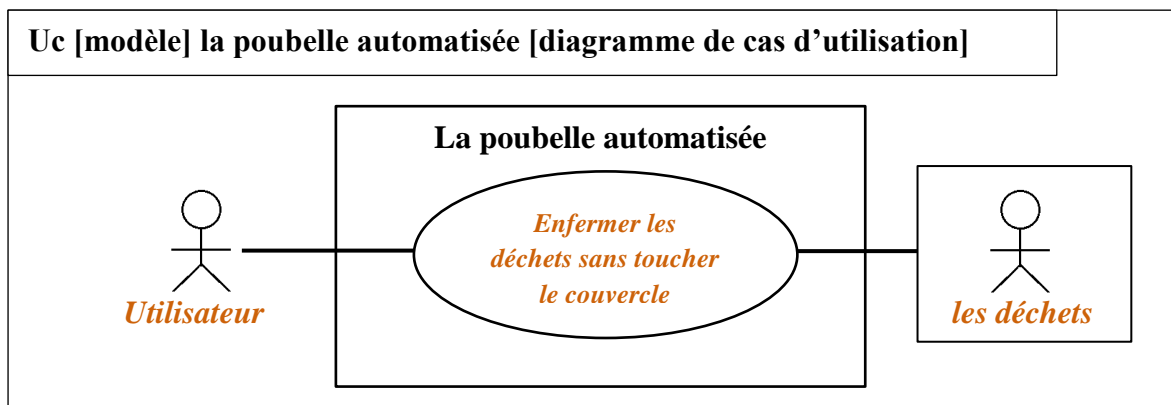 Uc [modèle] la poubelle automatisée [diagramme de cas d’utilisation]
La poubelle automatisée
Enfermer les
déchets sans toucher
le couvercle
Utilisateur
les déchets